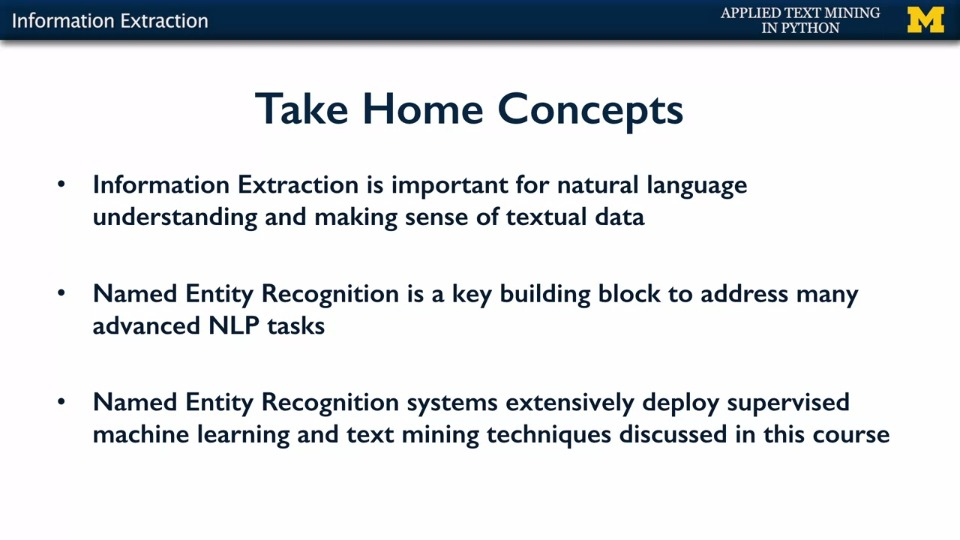 Information Extraction
APPLIED TEXT MINING
IN PYTHON
M
Take Home Concepts
• Information Extraction is important for natural language
understanding and making sense of textual data
• Named Entity Recognition is a key building block to address many
advanced NLP tasks
• Named Entity Recognition systems extensively deploy supervised
machine learning and text mining techniques discussed in this course